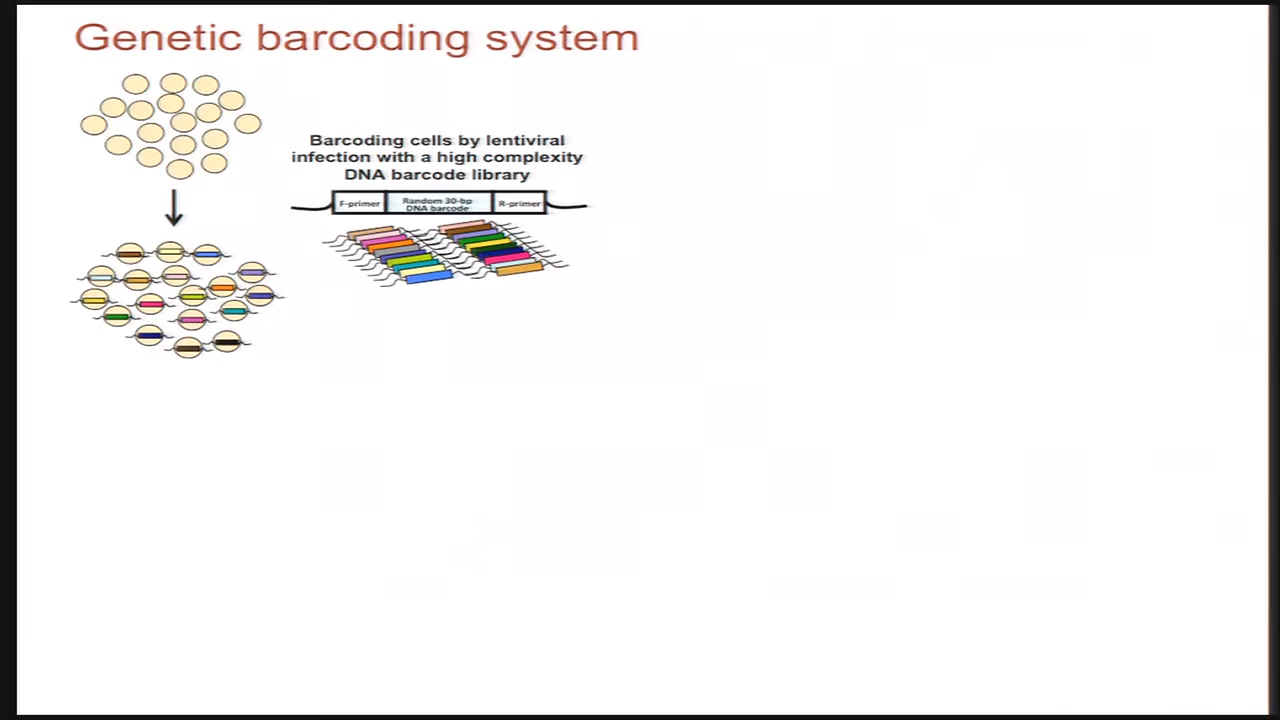 Genetic barcoding system
Barcoding cells by lentiviral
infection with a high complexity
DNA barcode library
F-primer
Random 30-bp
DNA barcode
R-primer